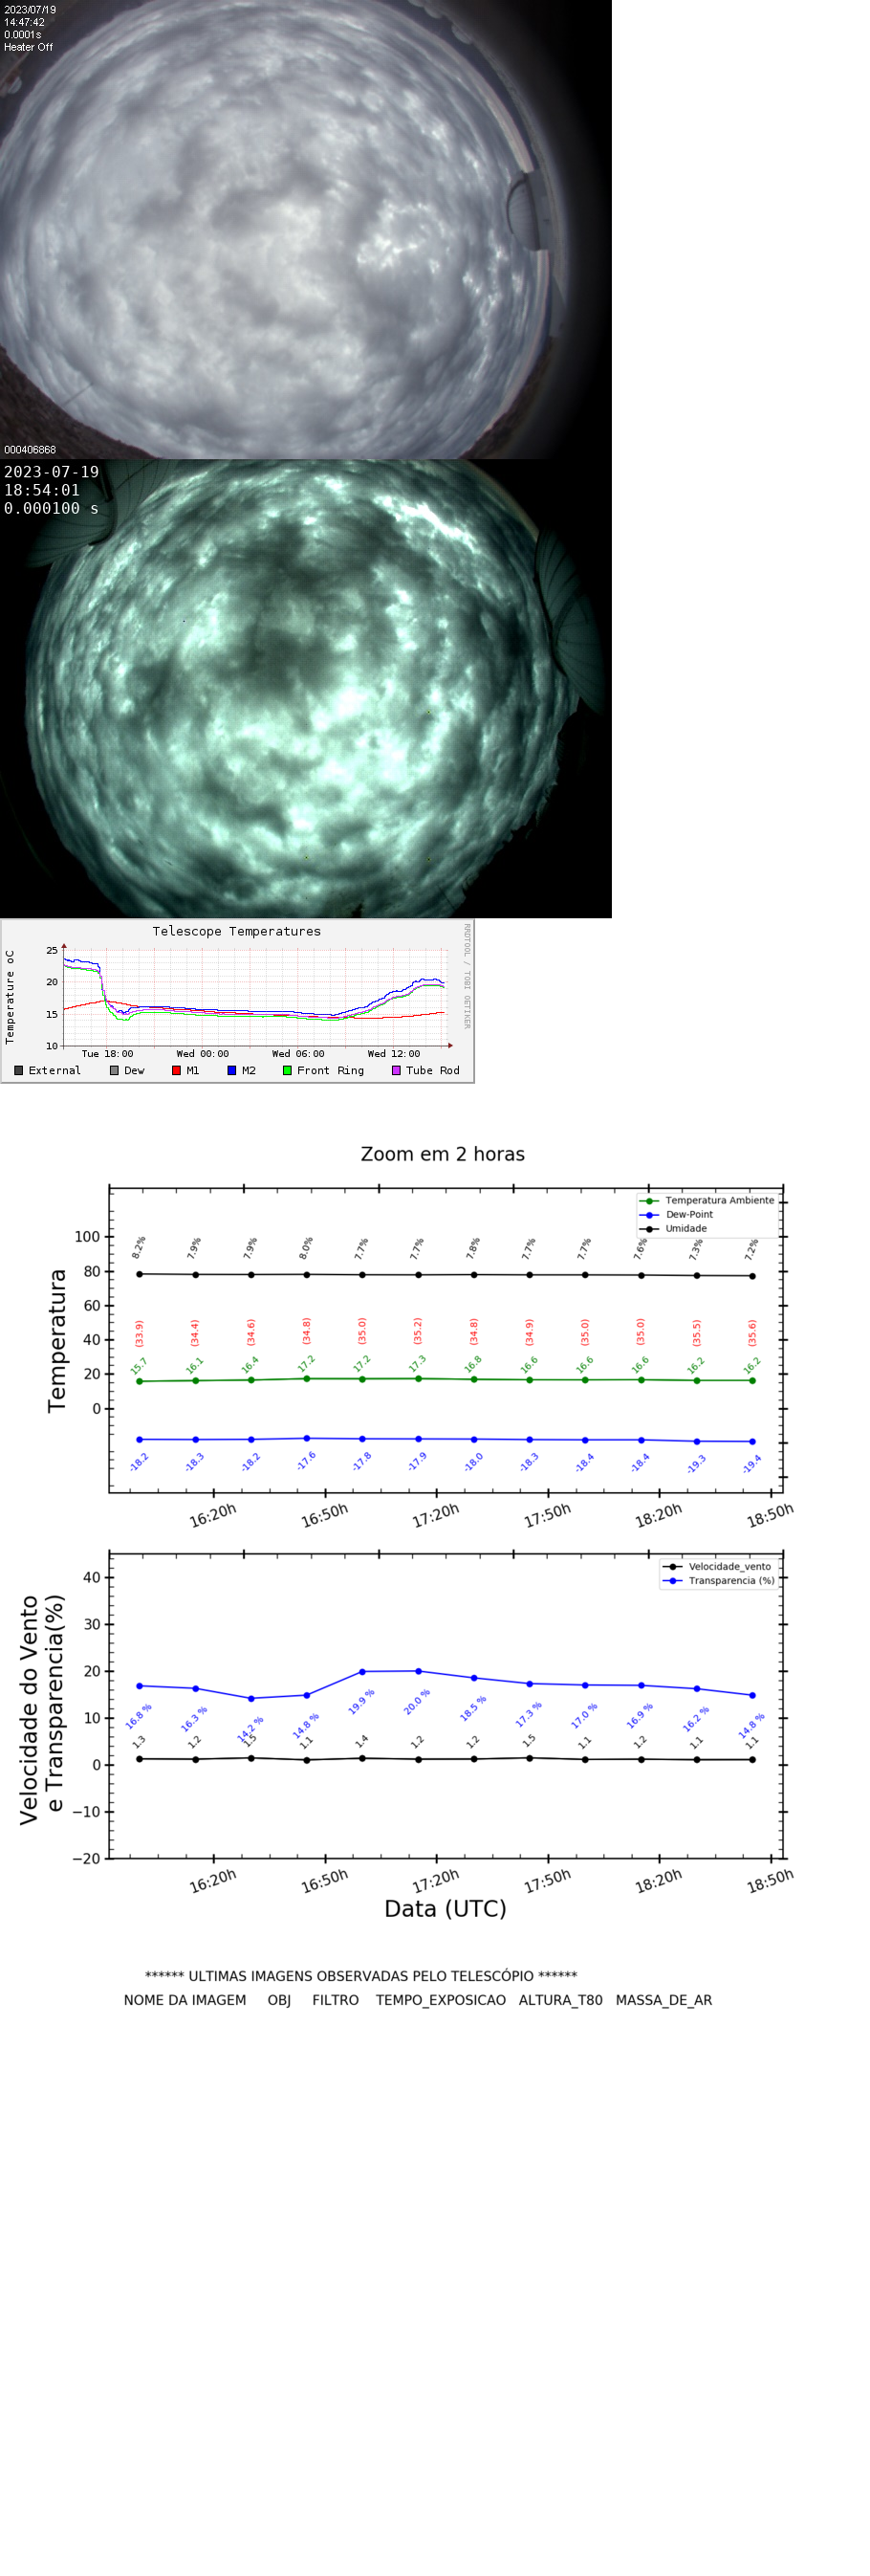 2023/07/19
14:47:42
0.0001s
Heater Off
000406868
2023-07-19
18:54:01
0.000100 s
Telescope Temperatures
RRDTOOL / TOBI OETIKER
Temperature oC
25
20
15
10
Tue 18:00 Wed 00:00 Wed 06:00 Wed 12:00
External Dew M1 M2 Front Ring Tube Rod
Zoom em 2 horas
Temperatura Ambiente
Dew-Point
Umidade
Temperatura
100
80
60
40
20
0
8.2% 7.9% 7.9% 8.0% 7.7% 7.7% 7.8% 7.7% 7.7% 7.6% 7.3% 7.2%
(33.9) (34.4) (34.6) (34.8) (35.0) (35.2) (34.8) (34.9) (35.0) (35.0) (35.5) (35.6)
15.7 16.1 16.4 17.2 17.2 17.3 16.8 16.6 16.6 16.6 16.2 16.2
-18.2 -18.3 -18.2 -17.6 -17.8 -17.9 -18.0 -18.3 -18.4 -18.4 -19.3 -19.4
16:20h 16:50h 17:20h 17:50h 18:20h 18:50h
Velocidade_vento
Transparencia (%)
Velocidade do Vento
e Transparencia(%)
40
30
20
10
0
−10
−20
16.8 % 16.3 % 14.2 % 14.8 % 19.9 % 20.0 % 18.5 % 17.3 % 17.0 % 16.9 % 16.2 % 14.8 %
1.3 1.2 1.5 1.1 1.4 1.2 1.2 1.5 1.1 1.2 1.1 1.1
16:20h 16:50h 17:20h 17:50h 18:20h 18:50h
Data (UTC)
****** ULTIMAS IMAGENS OBSERVADAS PELO TELESCÓPIO ******
NOME DA IMAGEM OBJ FILTRO TEMPO_EXPOSICAO ALTURA_T80 MASSA_DE_AR